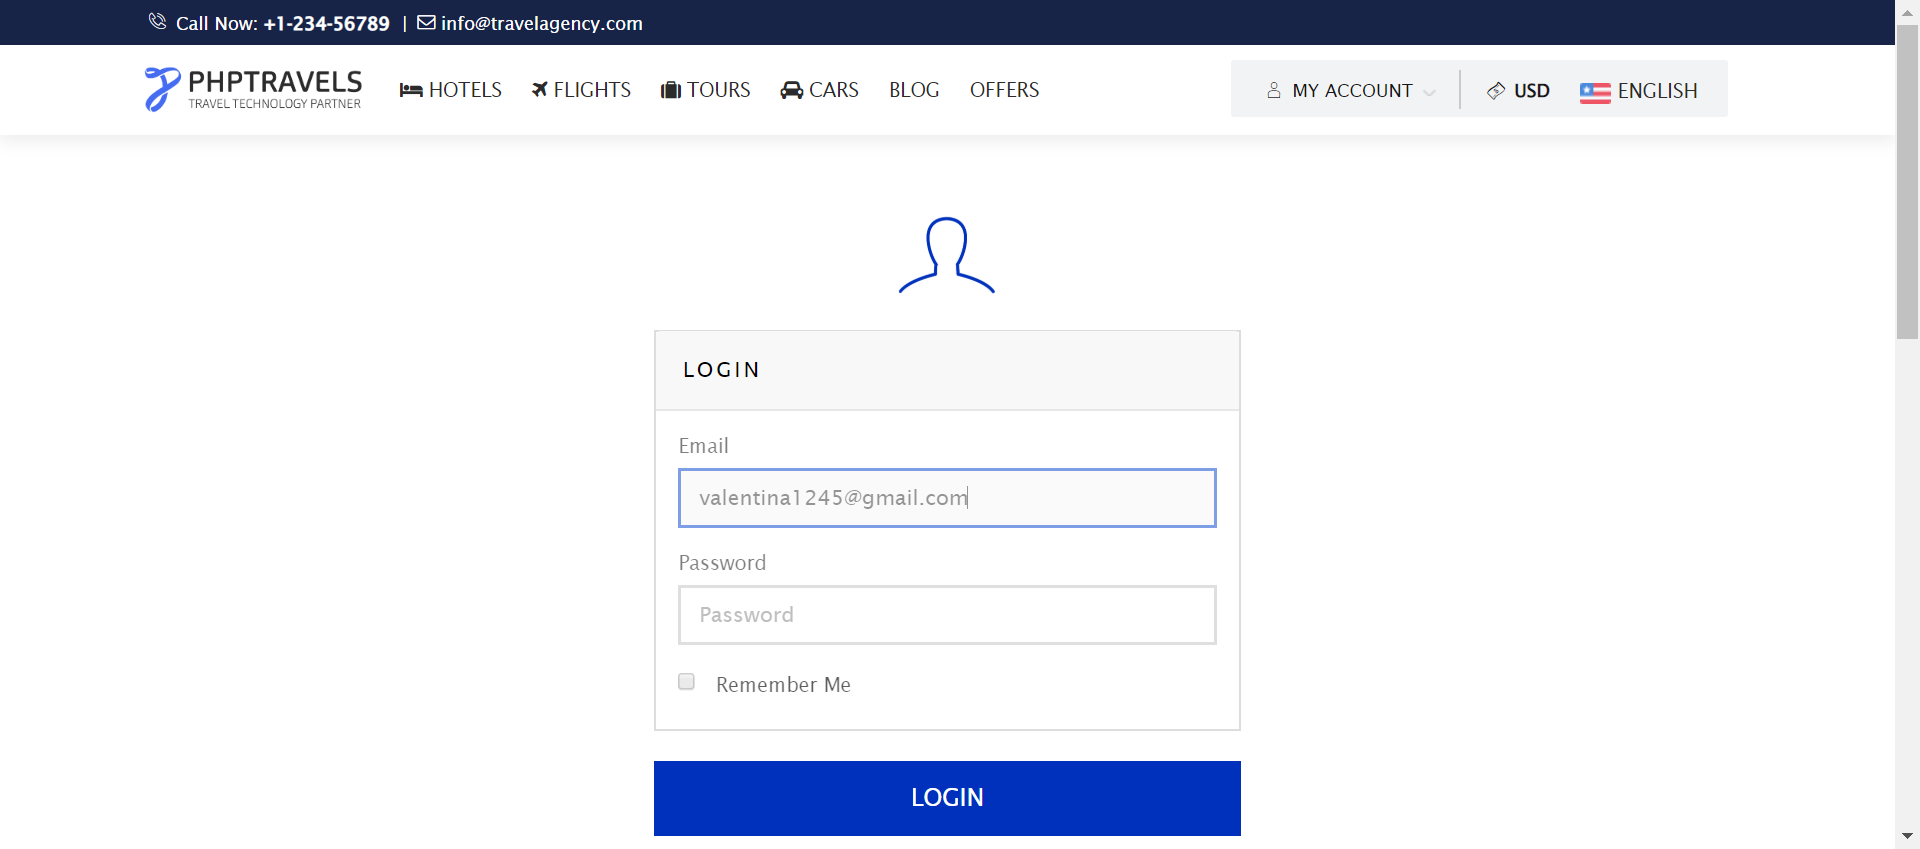 Call Now: +1-234-56789 | info@travelagency.com
PHPTRAVELS
TRAVEL TECHNOLOGY PARTNER
HOTELS FLIGHTS TOURS CARS BLOG OFFERS
MY ACCOUNT USD ENGLISH
LOGIN
Email
valentina1245@gmail.com
Password
Password
Remember Me
LOGIN